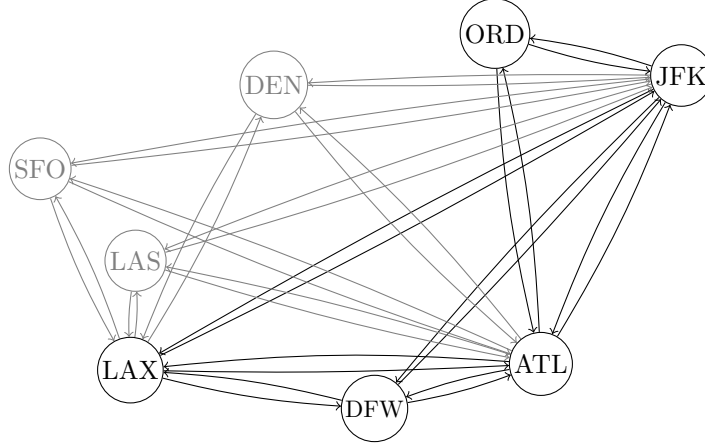 ORD
JFK
DEN
SFO
LAS
LAX
ATL
DFW